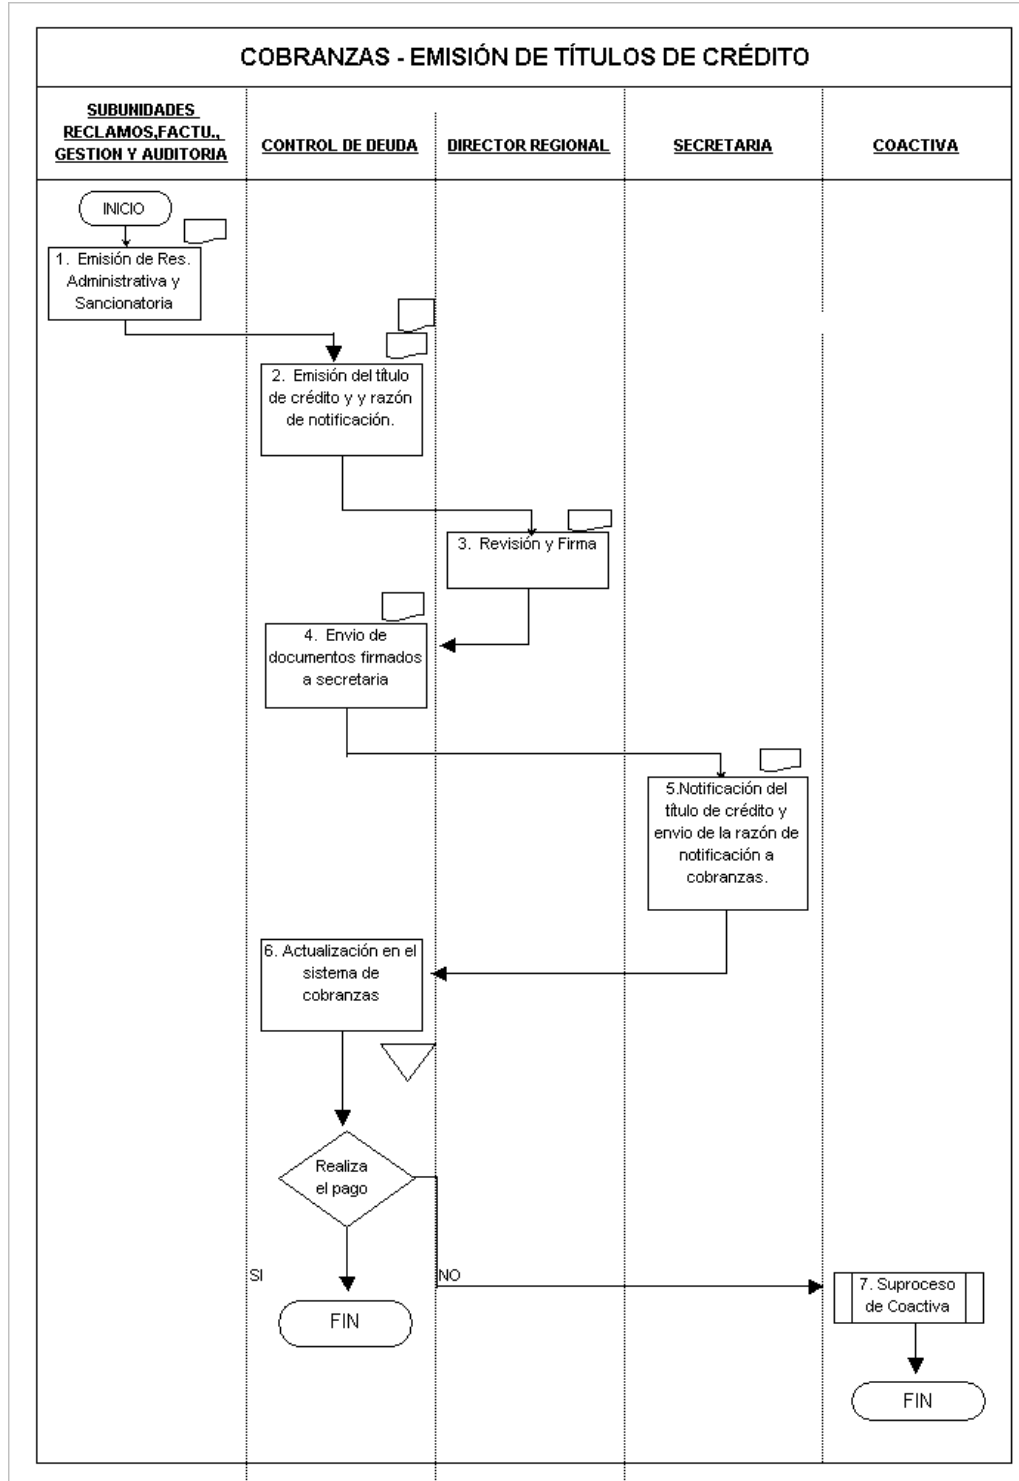 COBRANZAS - EMISIÓN DE TÍTULOS DE CRÉDITO
SUBUNIDADES
RECLAMOS,FACTU.,
GESTION Y AUDITORIA
CONTROL DE DEUDA
DIRECTOR REGIONAL
SECRETARIA
COACTIVA
INICIO
1. Emisión de Res.
Administrativa y
Sancionatoria
2. Emisión del título
de crédito y y razón
de notificación.
3. Revisión y Firma
4. Envio de
documentos firmados
a secretaria
5.Notificación del
título de crédito y
envio de la razón de
notificación a
cobranzas.
6. Actualización en el
sistema de
cobranzas
Realiza
el pago
SI
NO
7. Suproceso
de Coactiva
FIN
FIN